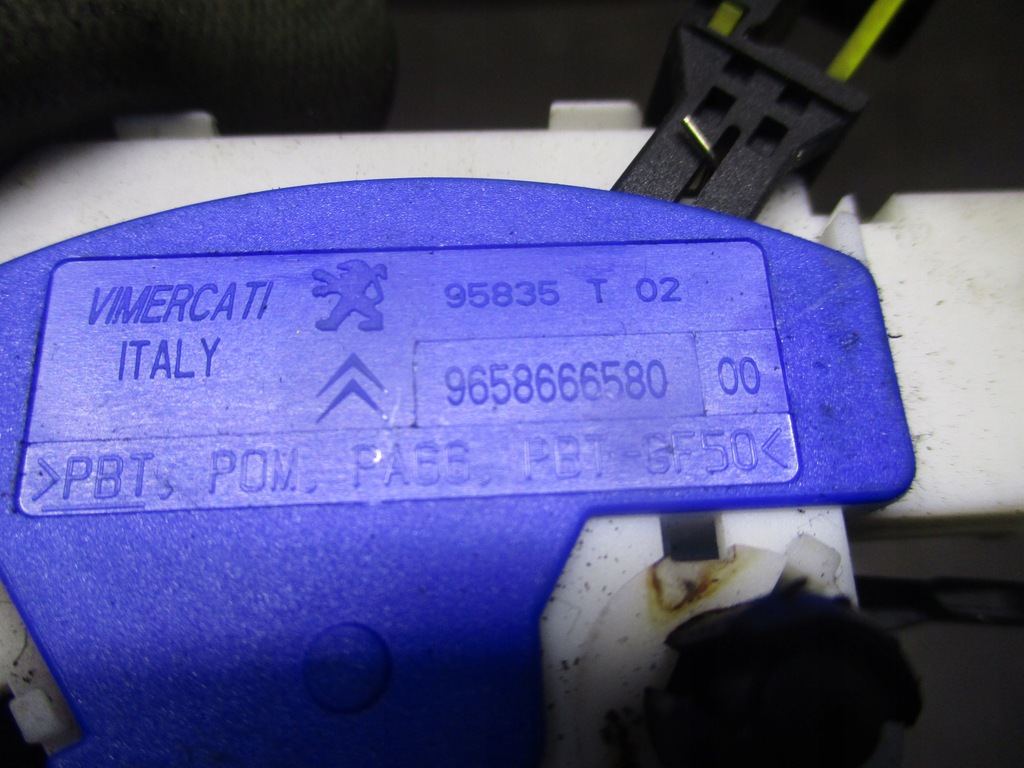 VIMERCATI
ITALY
95835 T 02
9658666580 00
>PBT, POM, PA66, PBT-GF50<